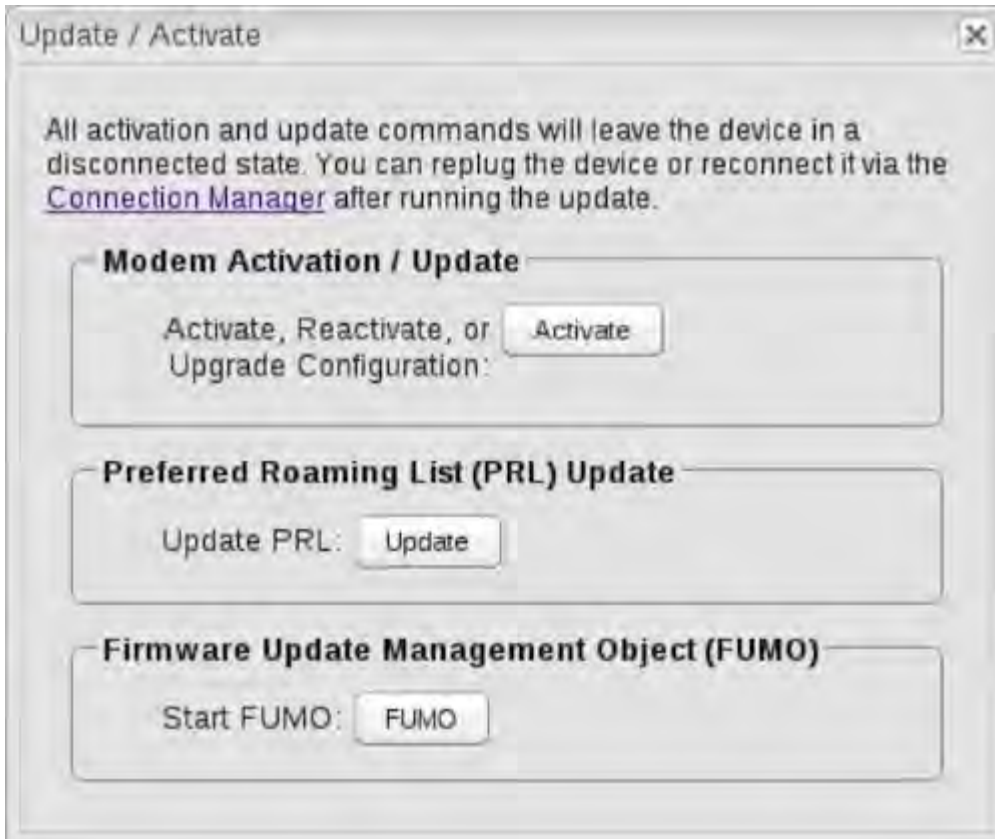 Update / Activate
All activation and update commands will leave the device in a
disconnected state. You can replug the device or reconnect it via the
Connection Manager after running the update.
Modem Activation / Update
Activate, Reactivate, or
Upgrade Configuration:
Activate
Preferred Roaming List (PRL) Update
Update PRL: Update
Firmware Update Management Object (FUMO)
Start FUMO: FUMO